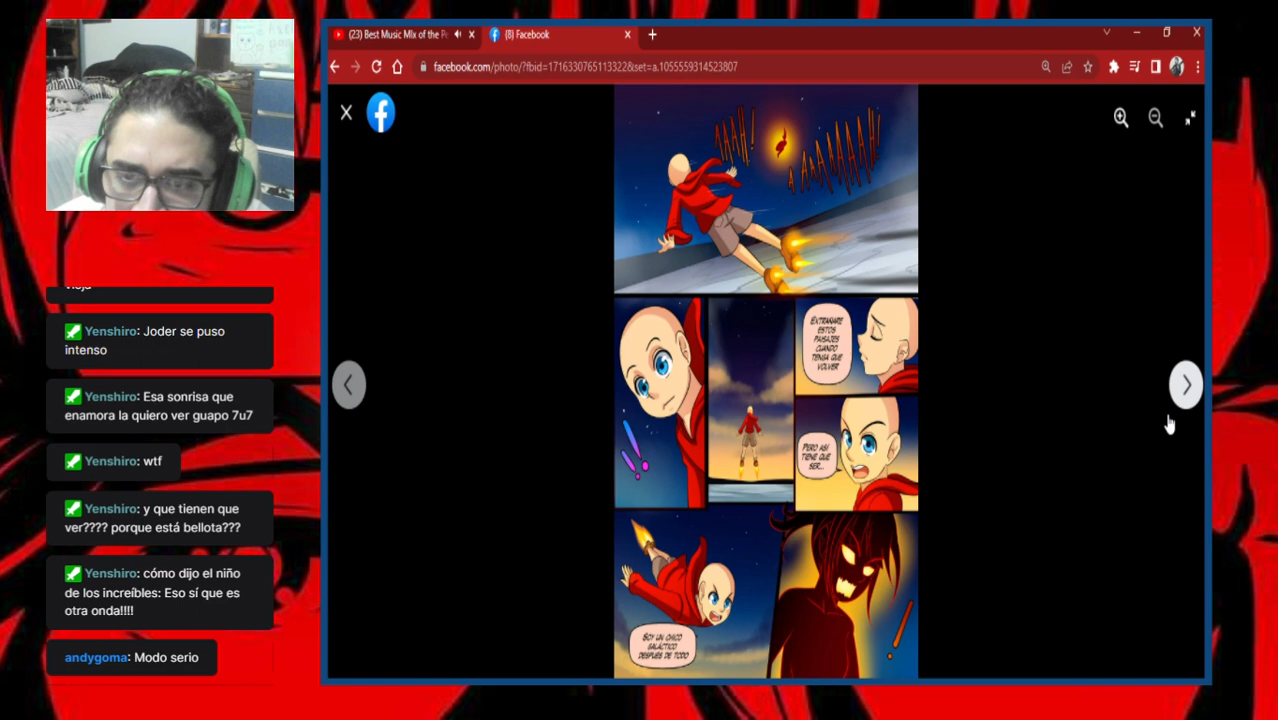 (23) Best Music MIx of the Pe
(8) Facebook
facebook.com/photo/?fbid=1716330765113322&set=a.1055559314523807
AAAH!
A AAAAAAAH!
Extrañare
estos
paisajes
cuando
tenga que
volver
Pero así
tiene que
ser...
Soy un chico
galáctico
después de todo
vieja
Yenshiro: Joder se puso
intenso
Yenshiro: Esa sonrisa que
enamora la quiero ver guapo 7u7
Yenshiro: wtf
Yenshiro: y que tienen que
ver???? porque está bellota???
Yenshiro: cómo dijo el niño
de los increíbles: Eso sí que es
otra onda!!!!
andygoma: Modo serio